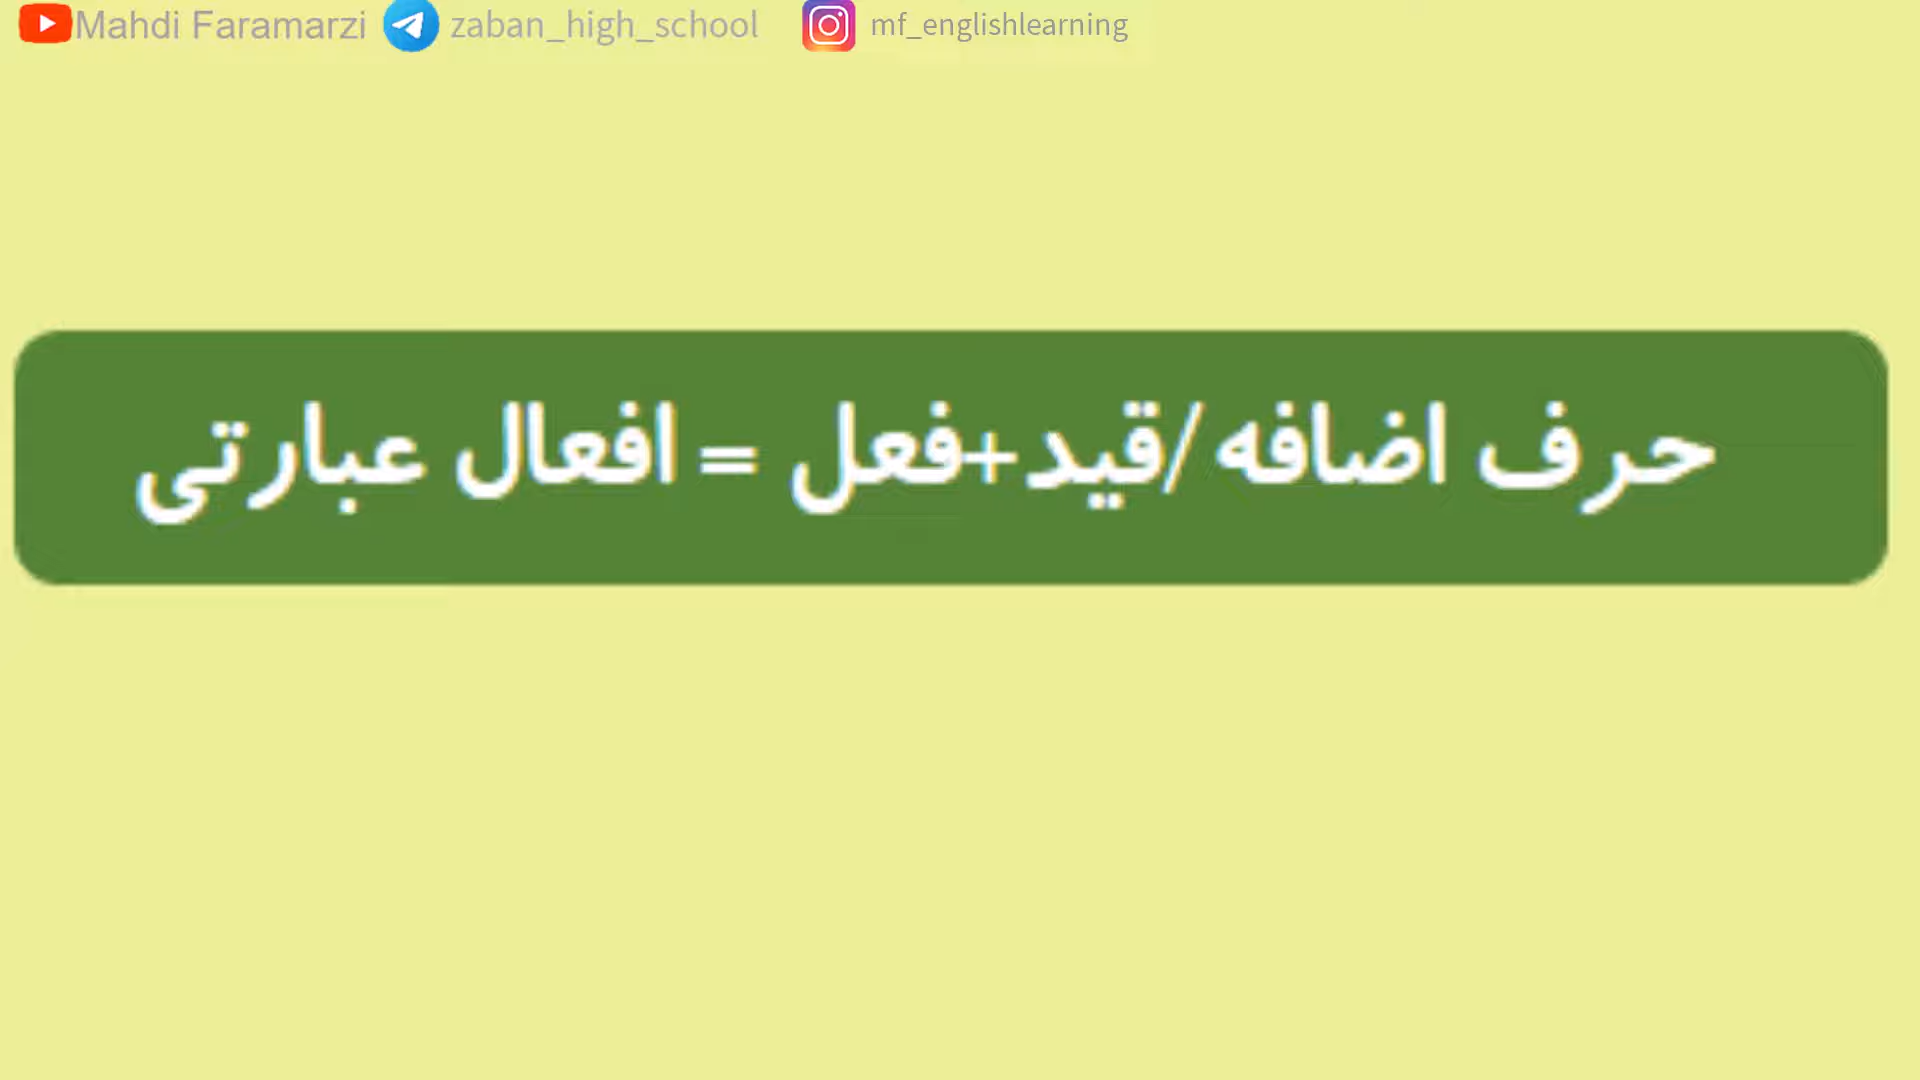 Mahdi Faramarzi zaban_high_school mf_englishlearning
حرف اضافه/قید+فعل = افعال عبارتی